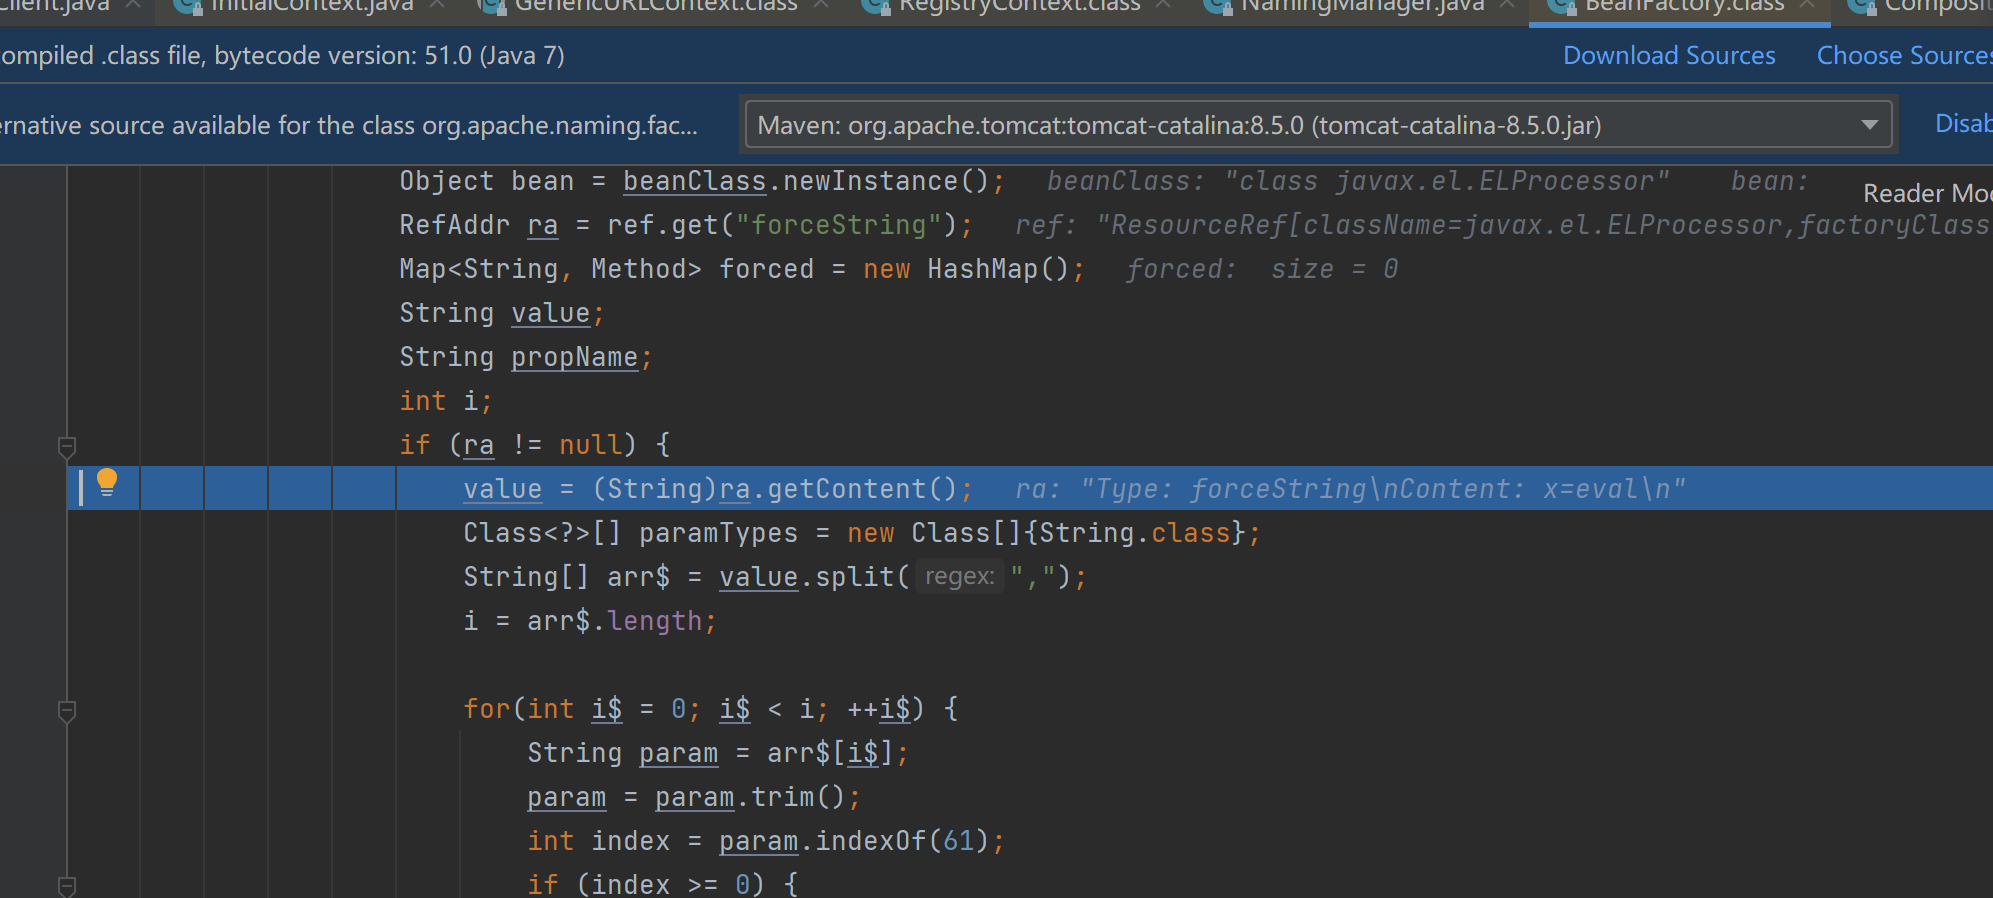 Client.java InitialContext.java GenericURLContext.class RegistryContext.class NamingManager.java BeanFactory.class Composit
ompiled .class file, bytecode version: 51.0 (Java 7) Download Sources Choose Sources
ernative source available for the class org.apache.naming.fac... Maven: org.apache.tomcat:tomcat-catalina:8.5.0 (tomcat-catalina-8.5.0.jar) Disab
Object bean = beanClass.newInstance(); beanClass: "class javax.el.ELProcessor" bean:
Reader Mod
RefAddr ra = ref.get("forceString"); ref: "ResourceRef[className=javax.el.ELProcessor,factoryClass
Map<String, Method> forced = new HashMap(); forced: size = 0
String value;
String propName;
int i;
if (ra != null) {
value = (String)ra.getContent(); ra: "Type: forceString\nContent: x=eval\n"
Class<?>[] paramTypes = new Class[]{String.class};
String[] arr$ = value.split( regex: ",");
i = arr$.length;
for(int i$ = 0; i$ < i; ++i$) {
String param = arr$[i$];
param = param.trim();
int index = param.indexOf(61);
if (index >= 0) {